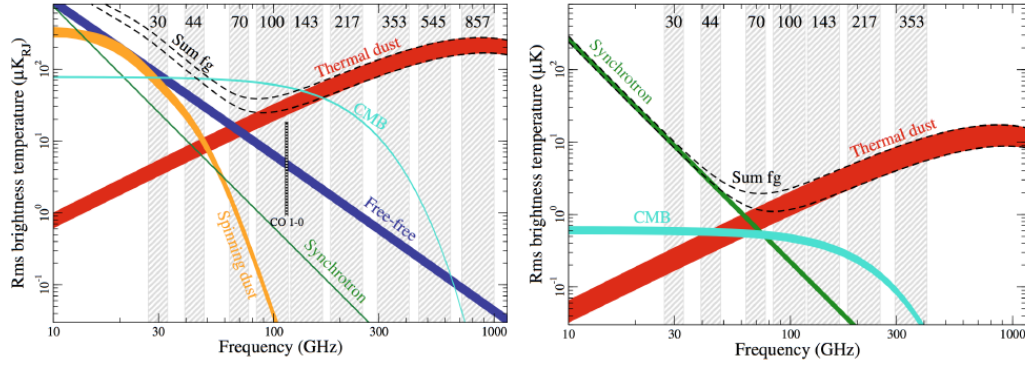 30 44 70 100 143 217 353 545 857
Sum fg
Thermal dust
CMB
CO 1-0
Free-free
Spinning dust
Synchrotron
Rms brightness temperature (μK_RJ)
10^-1 10^0 10^1 10^2
10 30 100 300 1000
Frequency (GHz)
30 44 70 100 143 217 353
Synchrotron
Thermal dust
Sum fg
CMB
Rms brightness temperature (μK)
10^-1 10^0 10^1 10^2
10 30 100 300 1000
Frequency (GHz)